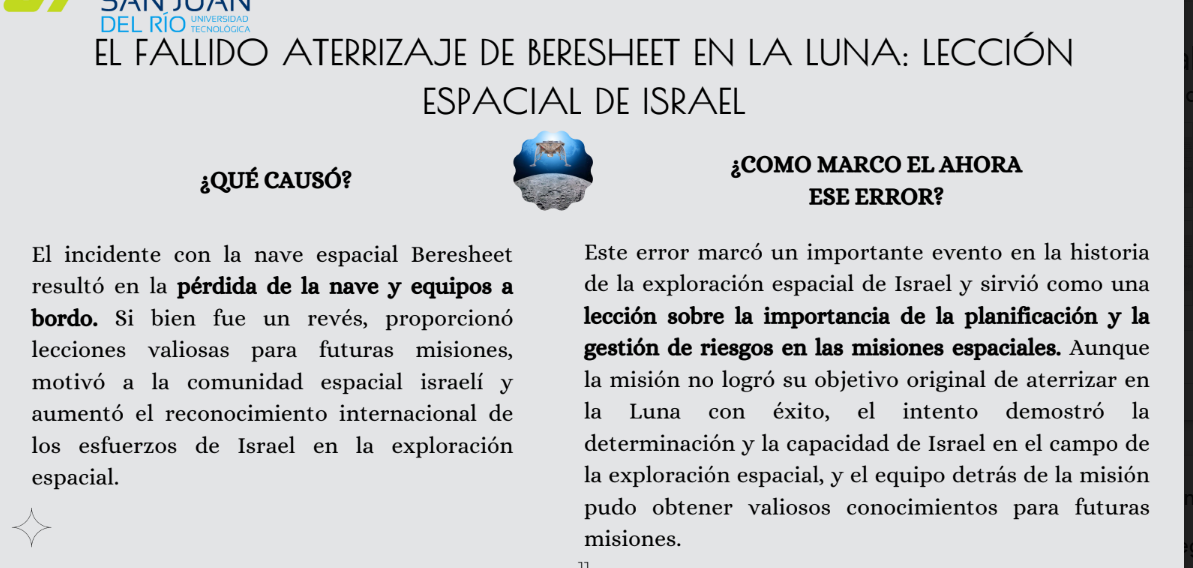 SAN JUAN
DEL RÍO UNIVERSIDAD
TECNOLÓGICA
EL FALLIDO ATERRIZAJE DE BERESHEET EN LA LUNA: LECCIÓN
ESPACIAL DE ISRAEL
¿QUÉ CAUSÓ?
El incidente con la nave espacial Beresheet
resultó en la pérdida de la nave y equipos a
bordo. Si bien fue un revés, proporcionó
lecciones valiosas para futuras misiones,
motivó a la comunidad espacial israelí y
aumentó el reconocimiento internacional de
los esfuerzos de Israel en la exploración
espacial.
¿COMO MARCO EL AHORA
ESE ERROR?
Este error marcó un importante evento en la historia
de la exploración espacial de Israel y sirvió como una
lección sobre la importancia de la planificación y la
gestión de riesgos en las misiones espaciales. Aunque
la misión no logró su objetivo original de aterrizar en
la Luna con éxito, el intento demostró la
determinación y la capacidad de Israel en el campo de
la exploración espacial, y el equipo detrás de la misión
pudo obtener valiosos conocimientos para futuras
misiones.